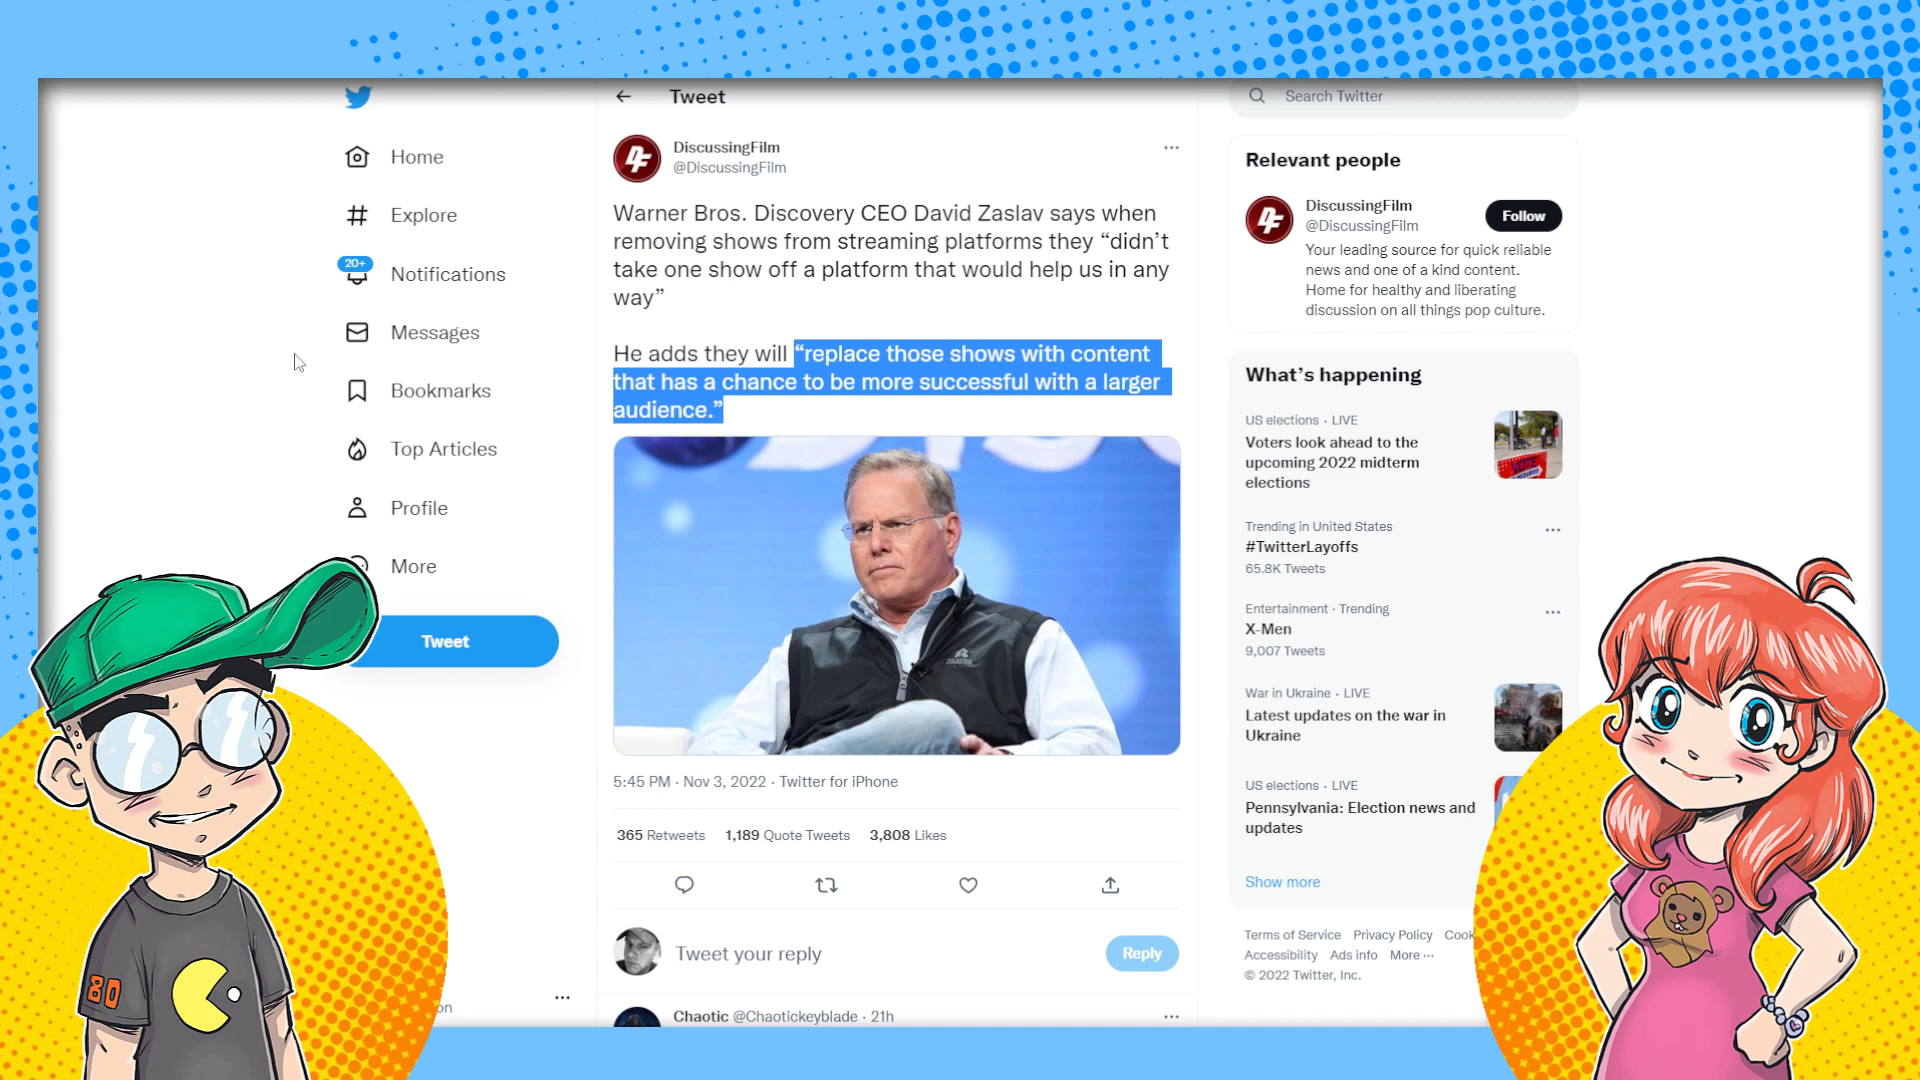 Home
Explore
20+
Notifications
Messages
Bookmarks
Top Articles
Profile
More
Tweet
Tweet
DiscussingFilm
@DiscussingFilm
Warner Bros. Discovery CEO David Zaslav says when
removing shows from streaming platforms they “didn’t
take one show off a platform that would help us in any
way”
He adds they will “replace those shows with content
that has a chance to be more successful with a larger
audience.”
5:45 PM · Nov 3, 2022 · Twitter for iPhone
365 Retweets 1,189 Quote Tweets 3,808 Likes
Tweet your reply
Reply
Chaotic @Chaotickeyblade · 21h
Search Twitter
Relevant people
DiscussingFilm
@DiscussingFilm
Follow
Your leading source for quick reliable
news and one of a kind content.
Home for healthy and liberating
discussion on all things pop culture.
What’s happening
US elections · LIVE
Voters look ahead to the
upcoming 2022 midterm
elections
VOTE
Trending in United States
#TwitterLayoffs
65.8K Tweets
Entertainment · Trending
X-Men
9,007 Tweets
War in Ukraine · LIVE
Latest updates on the war in
Ukraine
US elections · LIVE
Pennsylvania: Election news and
updates
Show more
Terms of Service Privacy Policy Cook
Accessibility Ads info More ···
© 2022 Twitter, Inc.
80
on